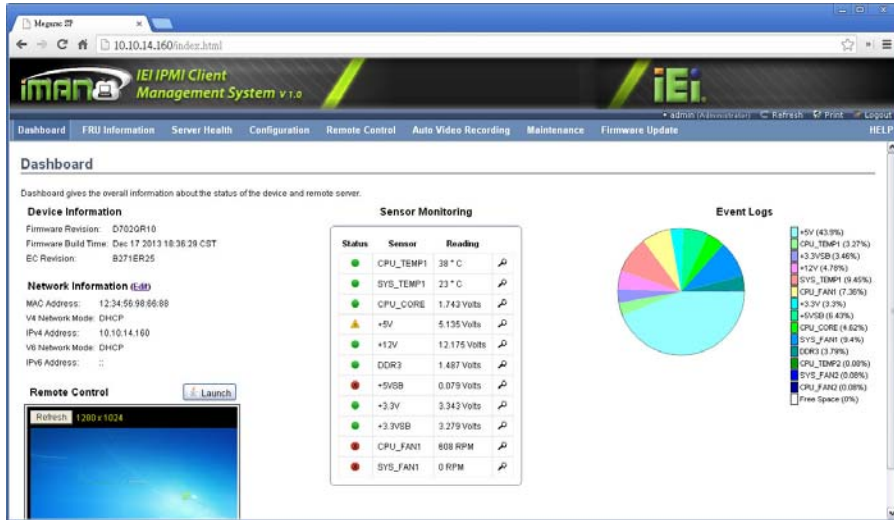 Megarac SP
10.10.14.160/index.html
iMAN
IEI IPMI Client
Management System v 1.0
iEi
admin (Administrator) Refresh Print Logout
Dashboard FRU Information Server Health Configuration Remote Control Auto Video Recording Maintenance Firmware Update HELP
Dashboard
Dashboard gives the overall information about the status of the device and remote server.
Device Information
Firmware Revision: D702QR10
Firmware Build Time: Dec 17 2013 18:36:29 CST
EC Revision: B271ER25
Network Information (Edit)
MAC Address: 12:34:56:98:66:88
V4 Network Mode: DHCP
IPv4 Address: 10.10.14.160
V6 Network Mode: DHCP
IPv6 Address: ::
Remote Control Launch
Refresh 1280 x 1024
Sensor Monitoring
Status Sensor Reading
CPU_TEMP1 38 ° C
SYS_TEMP1 23 ° C
CPU_CORE 1.743 Volts
+5V 5.135 Volts
+12V 12.175 Volts
DDR3 1.487 Volts
+5VSB 0.079 Volts
+3.3V 3.343 Volts
+3.3VSB 3.279 Volts
CPU_FAN1 608 RPM
SYS_FAN1 0 RPM
Event Logs
+5V (43.9%)
CPU_TEMP1 (3.27%)
+3.3VSB (3.46%)
+12V (4.78%)
SYS_TEMP1 (9.45%)
CPU_FAN1 (7.36%)
+3.3V (3.3%)
+5VSB (6.43%)
CPU_CORE (4.62%)
SYS_FAN1 (9.4%)
DDR3 (3.79%)
CPU_TEMP2 (0.08%)
SYS_FAN2 (0.08%)
CPU_FAN2 (0.08%)
Free Space (0%)